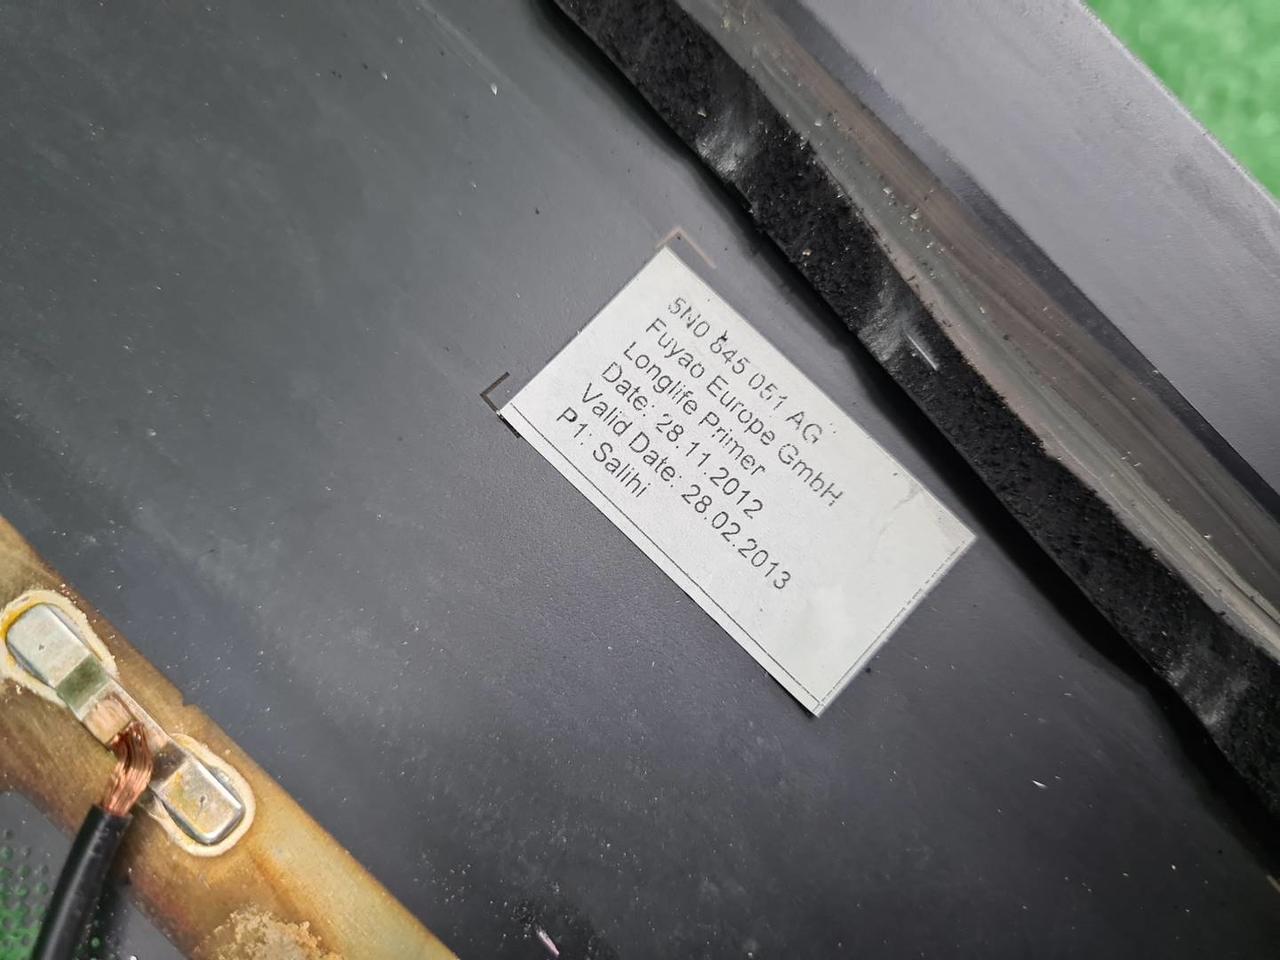 5N0 845 051 AG
Fuyao Europe GmbH
Longlife Primer
Date: 28.11.2012
Valid Date: 28.02.2013
P1: Salihi